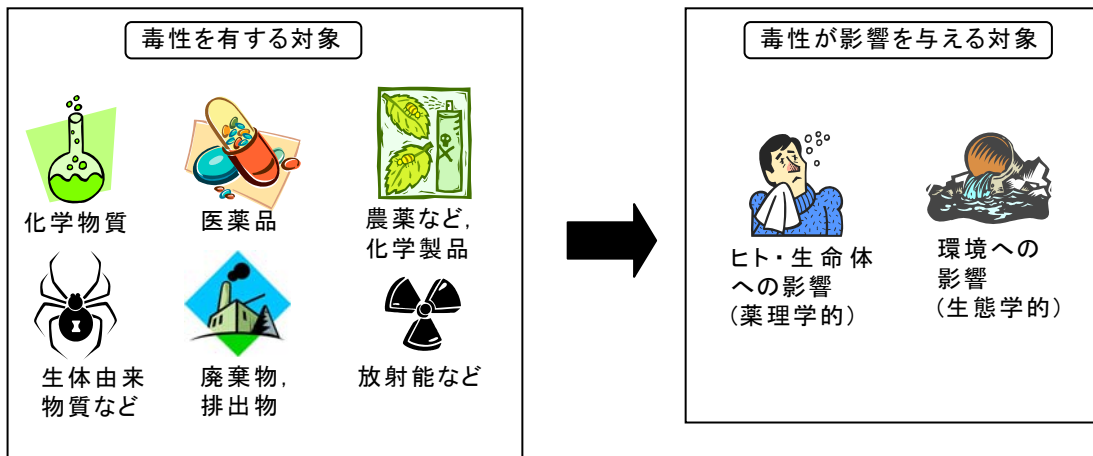 毒性を有する対象
化学物質
医薬品
農薬など，
化学製品
生体由来
物質など
廃棄物，
排出物
放射能など
毒性が影響を与える対象
ヒト・生命体
への影響
(薬理学的)
環境への
影響
(生態学的)